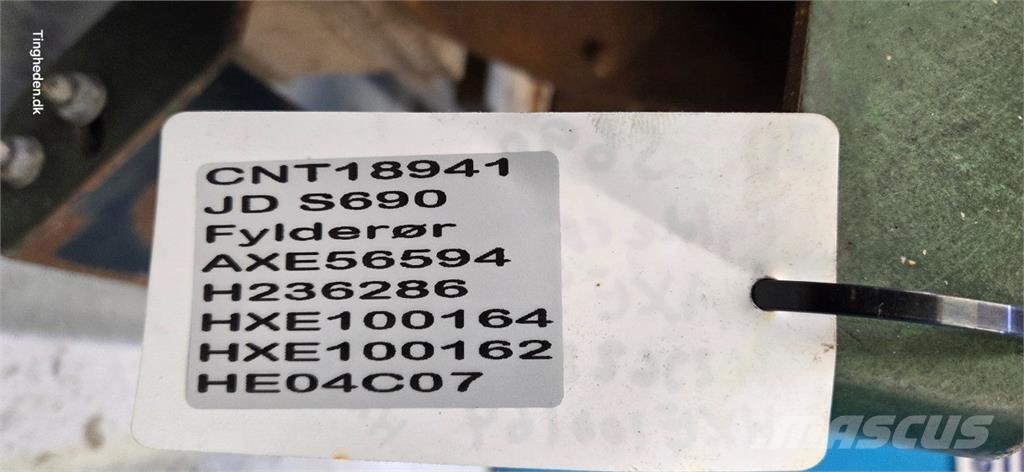 Tingheden.dk
CNT18941
JD S690
Fylderør
AXE56594
H236286
HXE100164
HXE100162
HE04C07
MASCUS